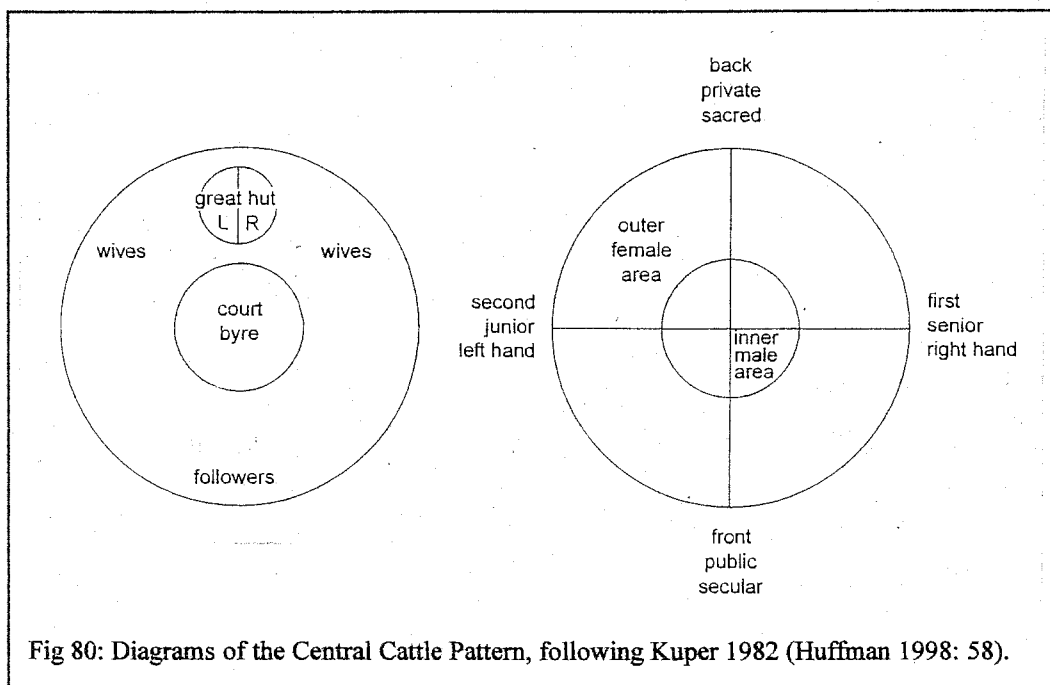 great hut
L R
wives
wives
court
byre
followers
back
private
sacred
outer
female
area
second
junior
left hand
first
senior
right hand
inner
male
area
front
public
secular
Fig 80: Diagrams of the Central Cattle Pattern, following Kuper 1982 (Huffman 1998: 58).